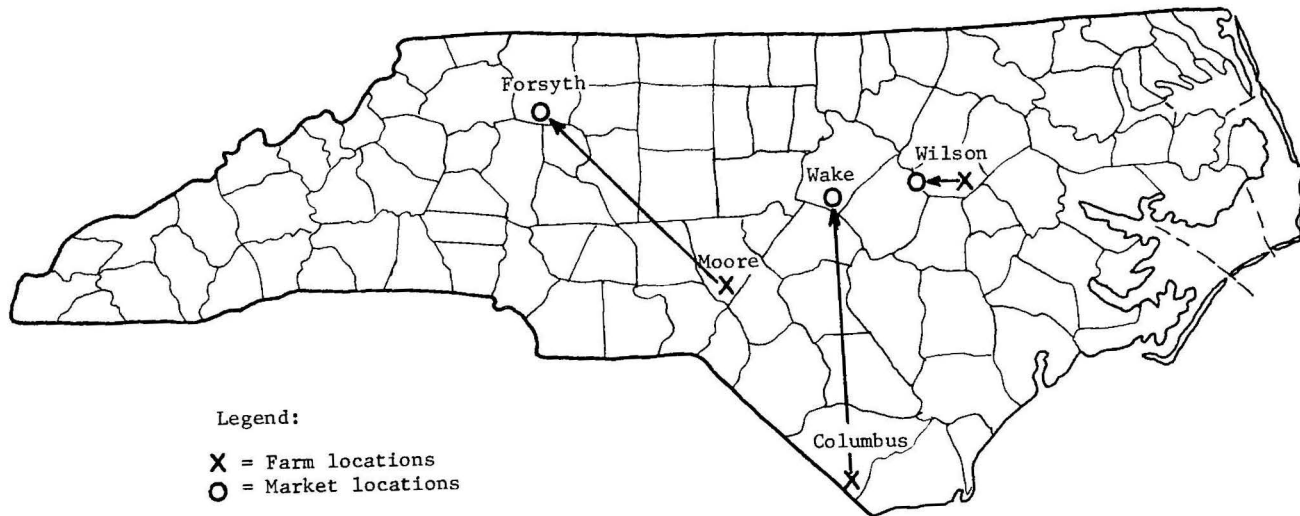 Forsyth
Wilson
Wake
Moore
Columbus
Legend:
X = Farm locations
O = Market locations